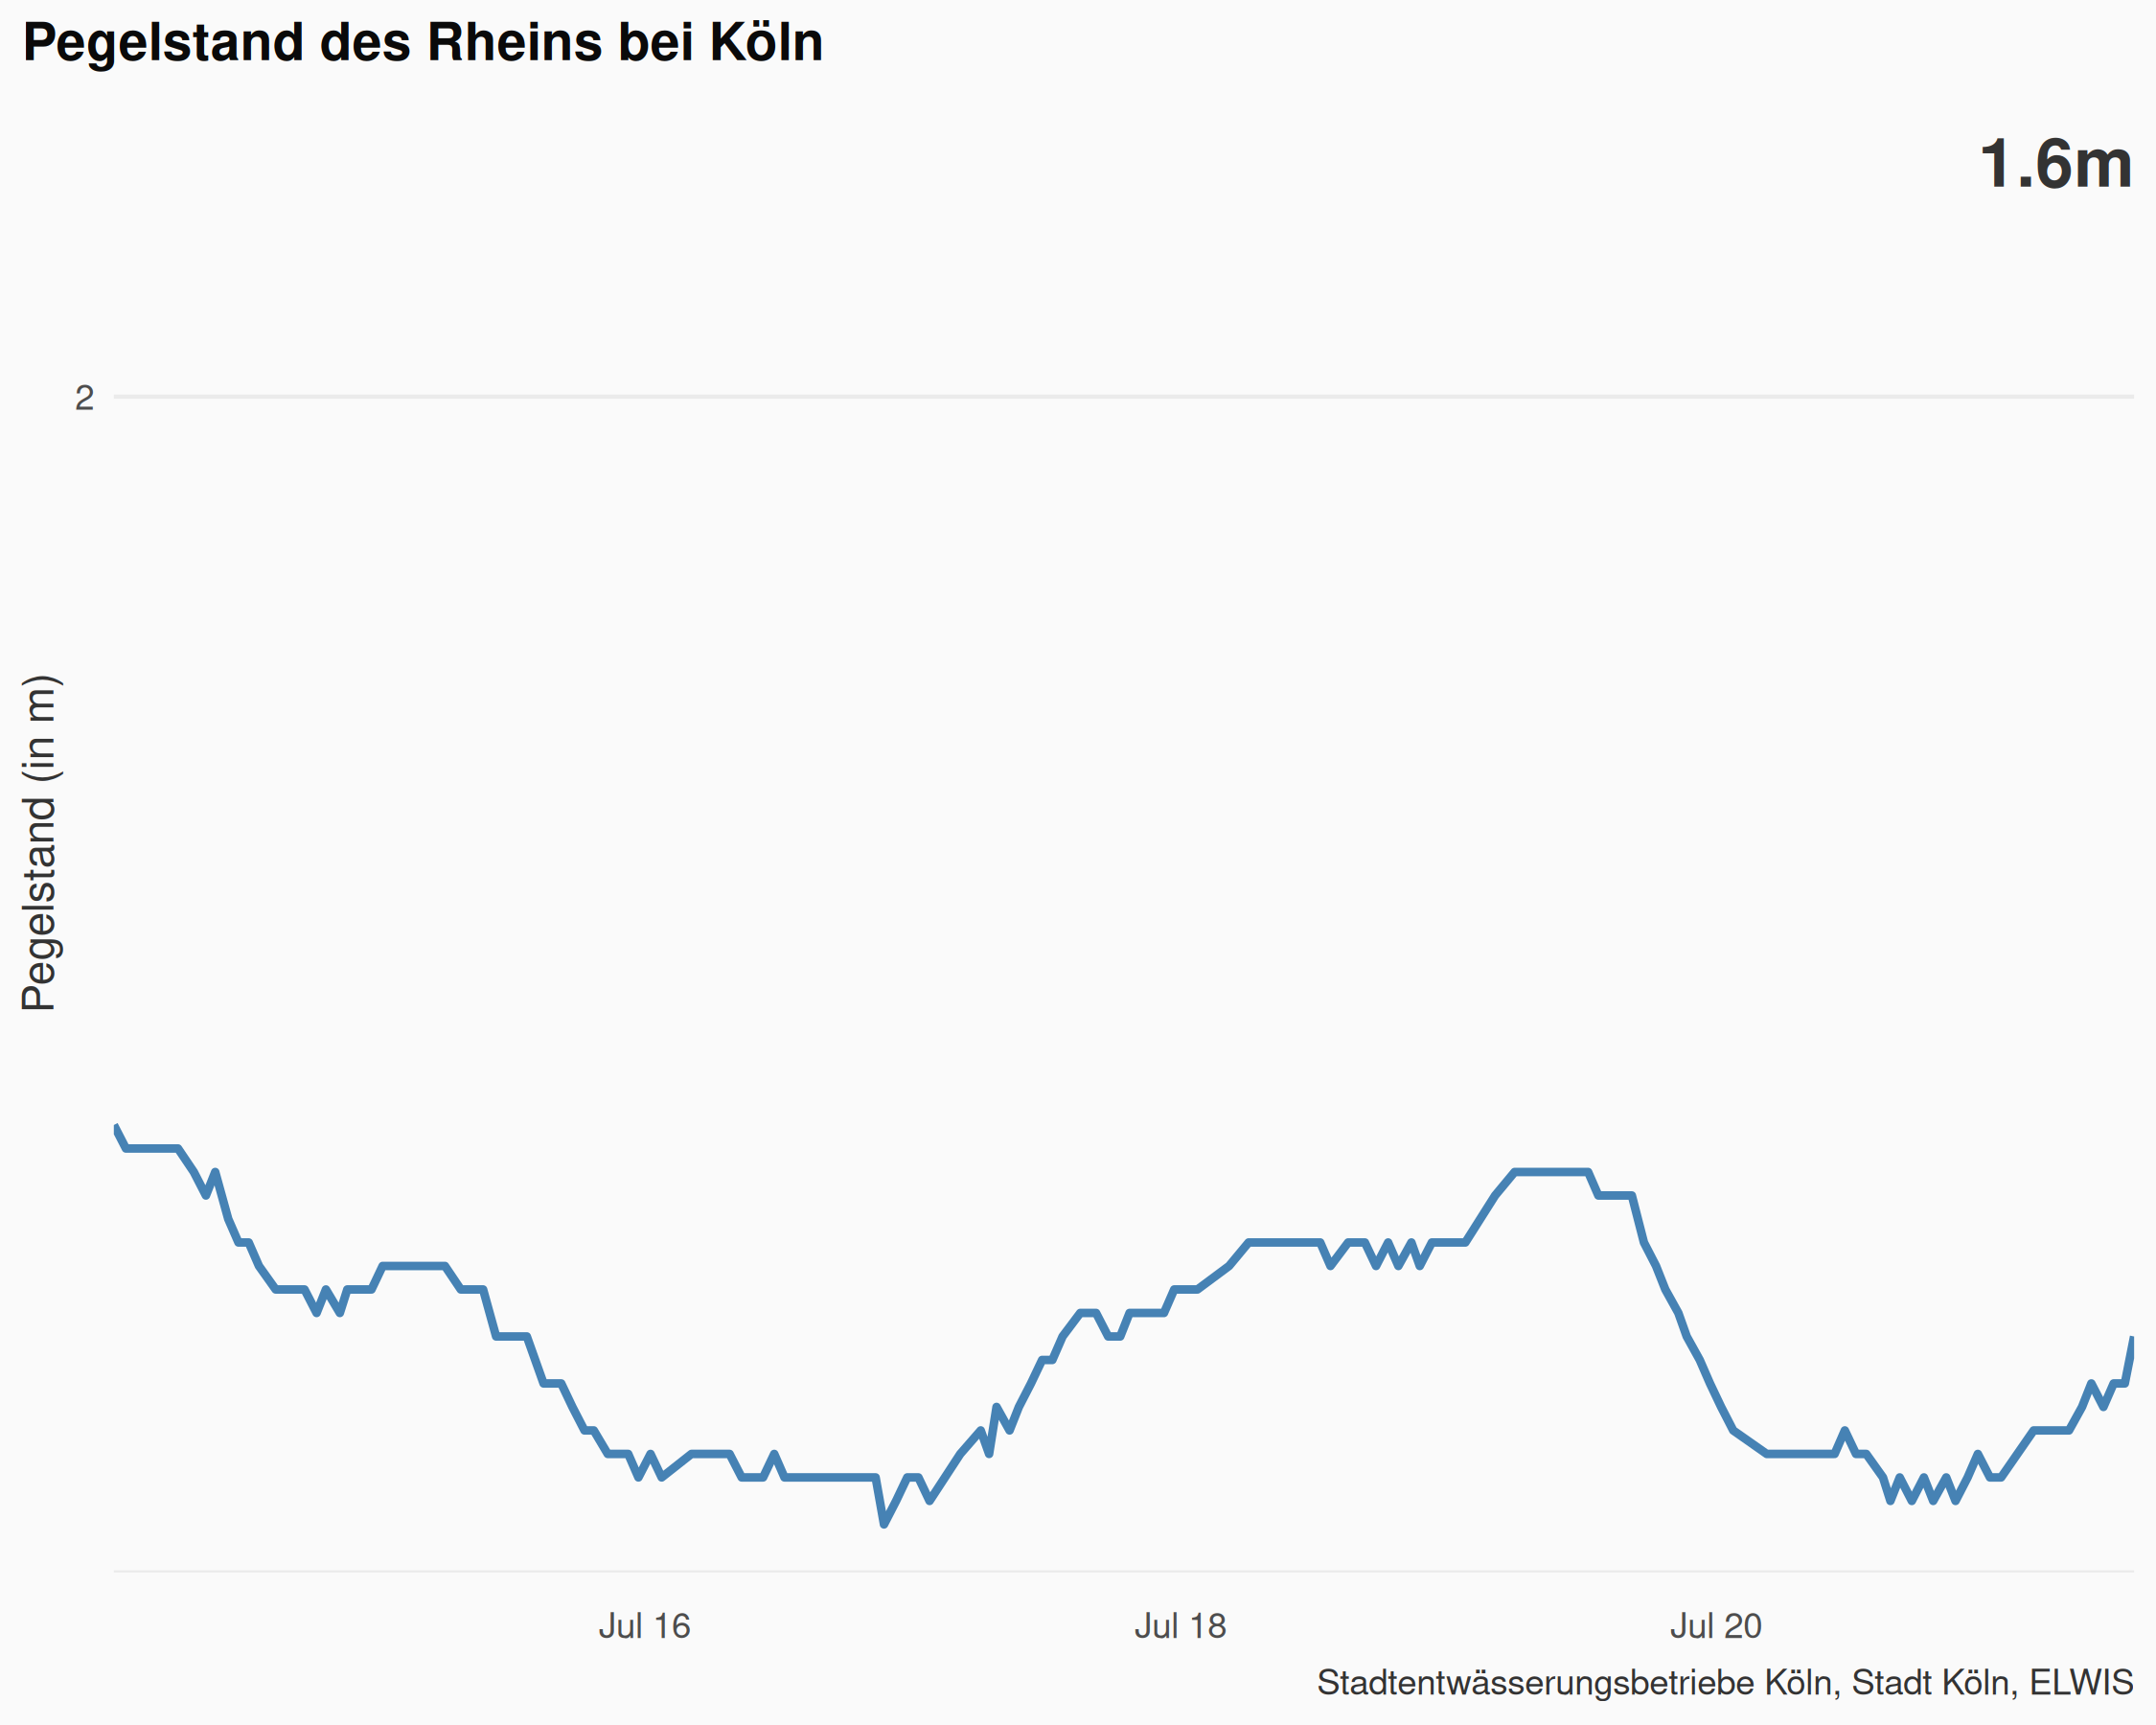 Pegelstand des Rheins bei Köln
1.6m
2
Pegelstand (in m)
Jul 16
Jul 18
Jul 20
Stadtentwässerungsbetriebe Köln, Stadt Köln, ELWIS